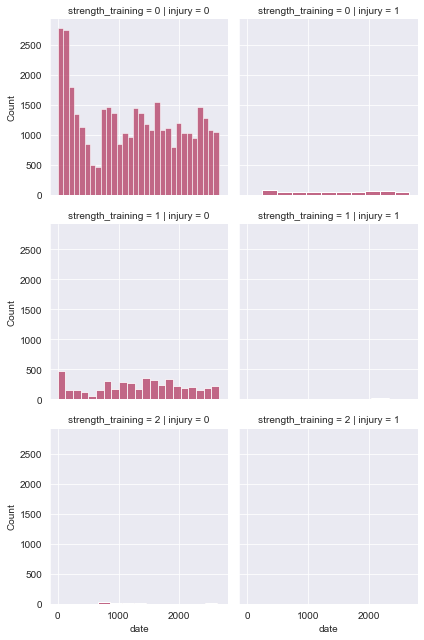 strength_training = 0 | injury = 0
strength_training = 0 | injury = 1
2500
2000
1500
1000
500
0
Count
strength_training = 1 | injury = 0
strength_training = 1 | injury = 1
2500
2000
1500
1000
500
0
Count
strength_training = 2 | injury = 0
strength_training = 2 | injury = 1
2500
2000
1500
1000
500
0
Count
0 1000 2000
0 1000 2000
date
date